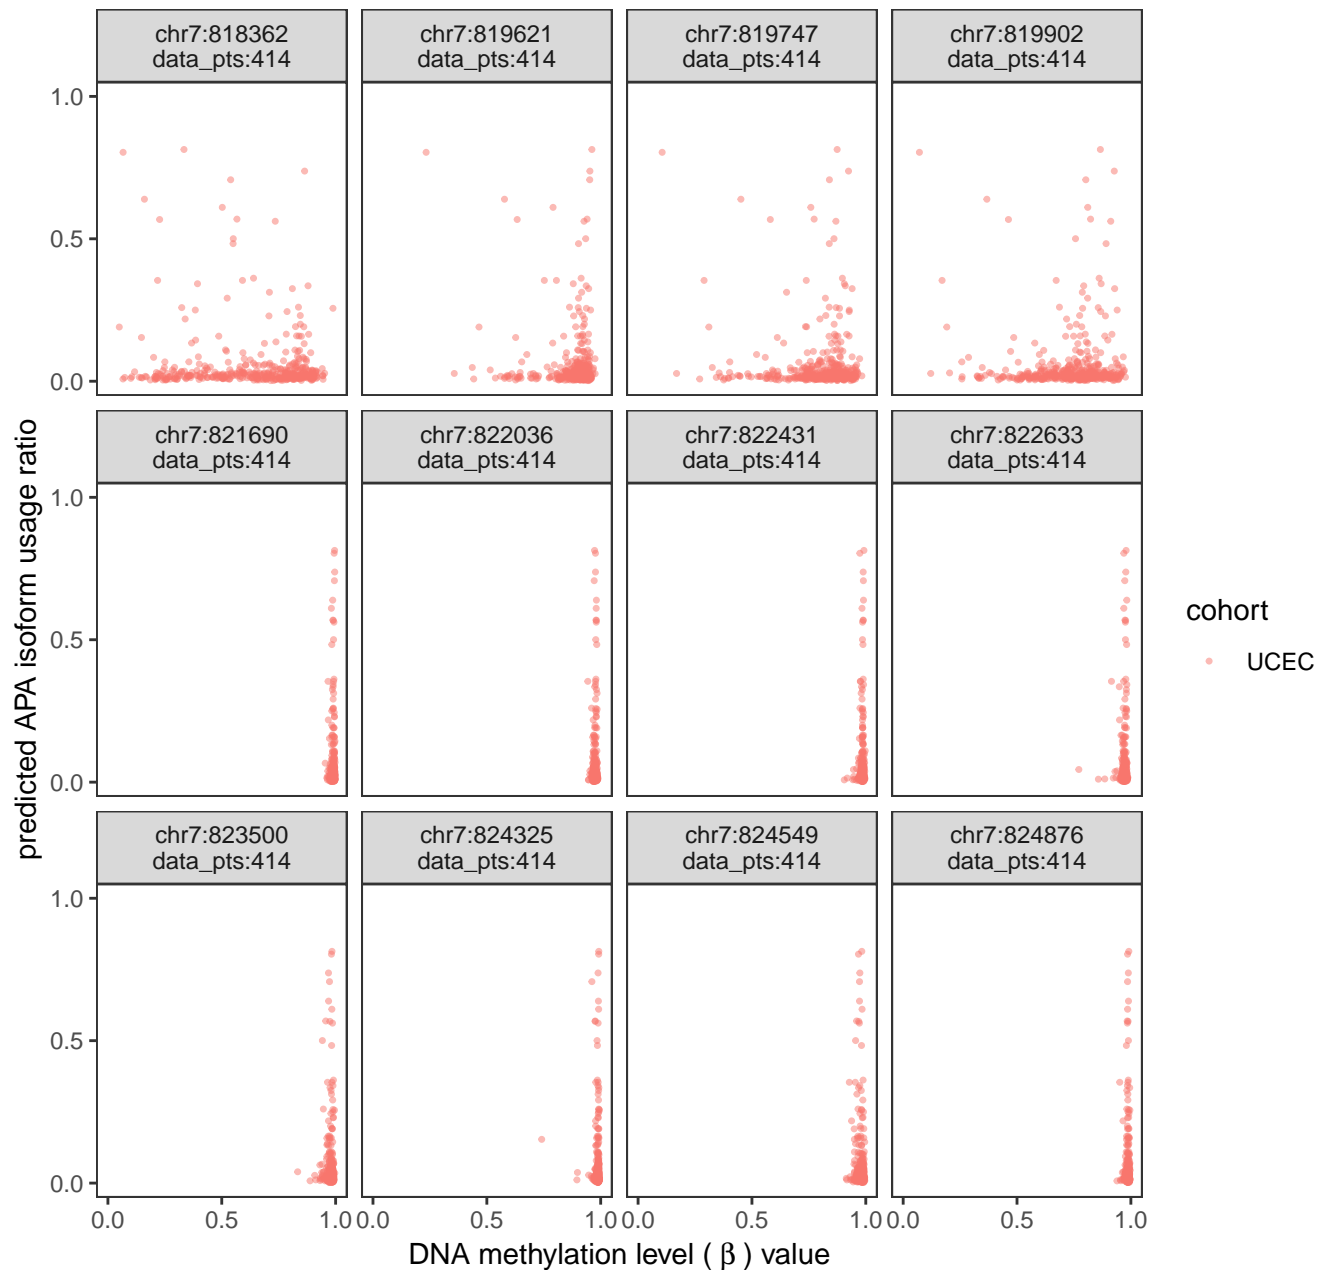 chr7:818362
data_pts:414
chr7:819621
data_pts:414
chr7:819747
data_pts:414
chr7:819902
data_pts:414
1.0
0.5
0.0
chr7:821690
data_pts:414
chr7:822036
data_pts:414
chr7:822431
data_pts:414
chr7:822633
data_pts:414
1.0
0.5
0.0
chr7:823500
data_pts:414
chr7:824325
data_pts:414
chr7:824549
data_pts:414
chr7:824876
data_pts:414
1.0
0.5
0.0
0.0 0.5 1.0
0.0 0.5 1.0
0.0 0.5 1.0
0.0 0.5 1.0
DNA methylation level ( β ) value
predicted APA isoform usage ratio
cohort
UCEC